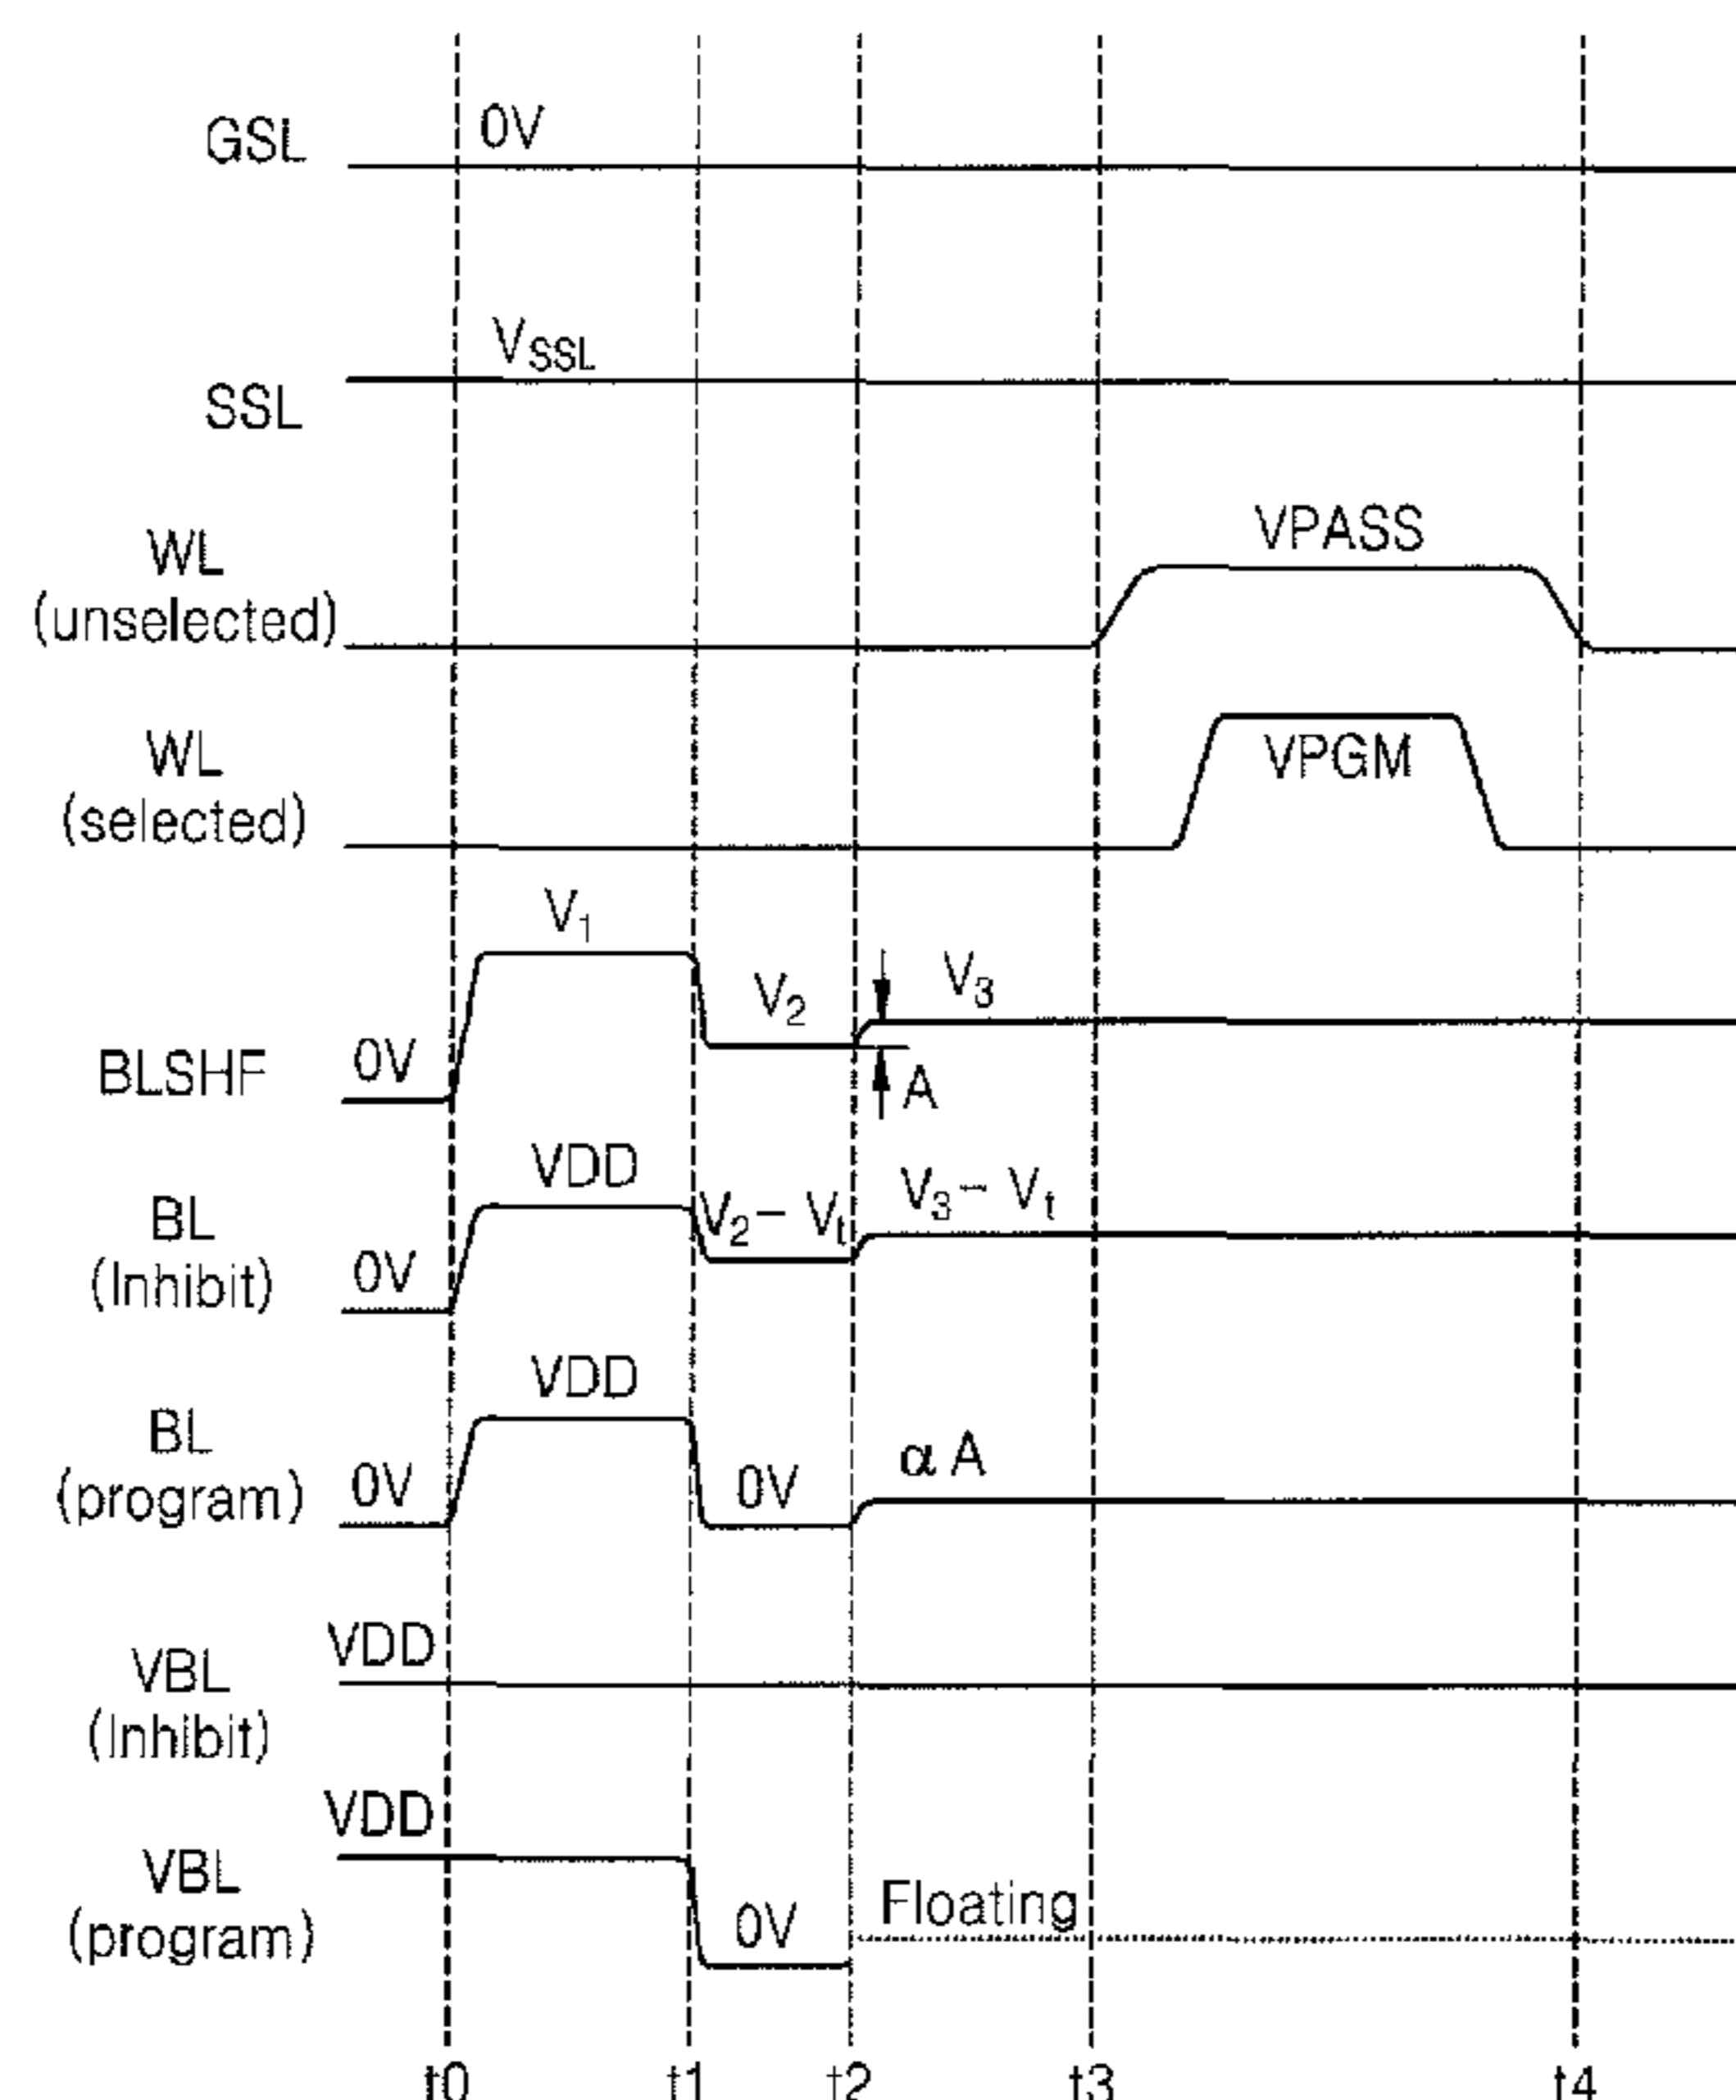 GSL 0V
SSL V_SSL
WL
(unselected)
VPASS
WL
(selected)
VPGM
BLSHF 0V V₁ V₂ V₃
A
BL
(Inhibit)
0V VDD V₂ – Vₜ V₃ – Vₜ
BL
(program)
0V VDD 0V α A
VBL
(Inhibit)
VDD
VBL
(program)
VDD 0V Floating
t0 t1 t2 t3 t4